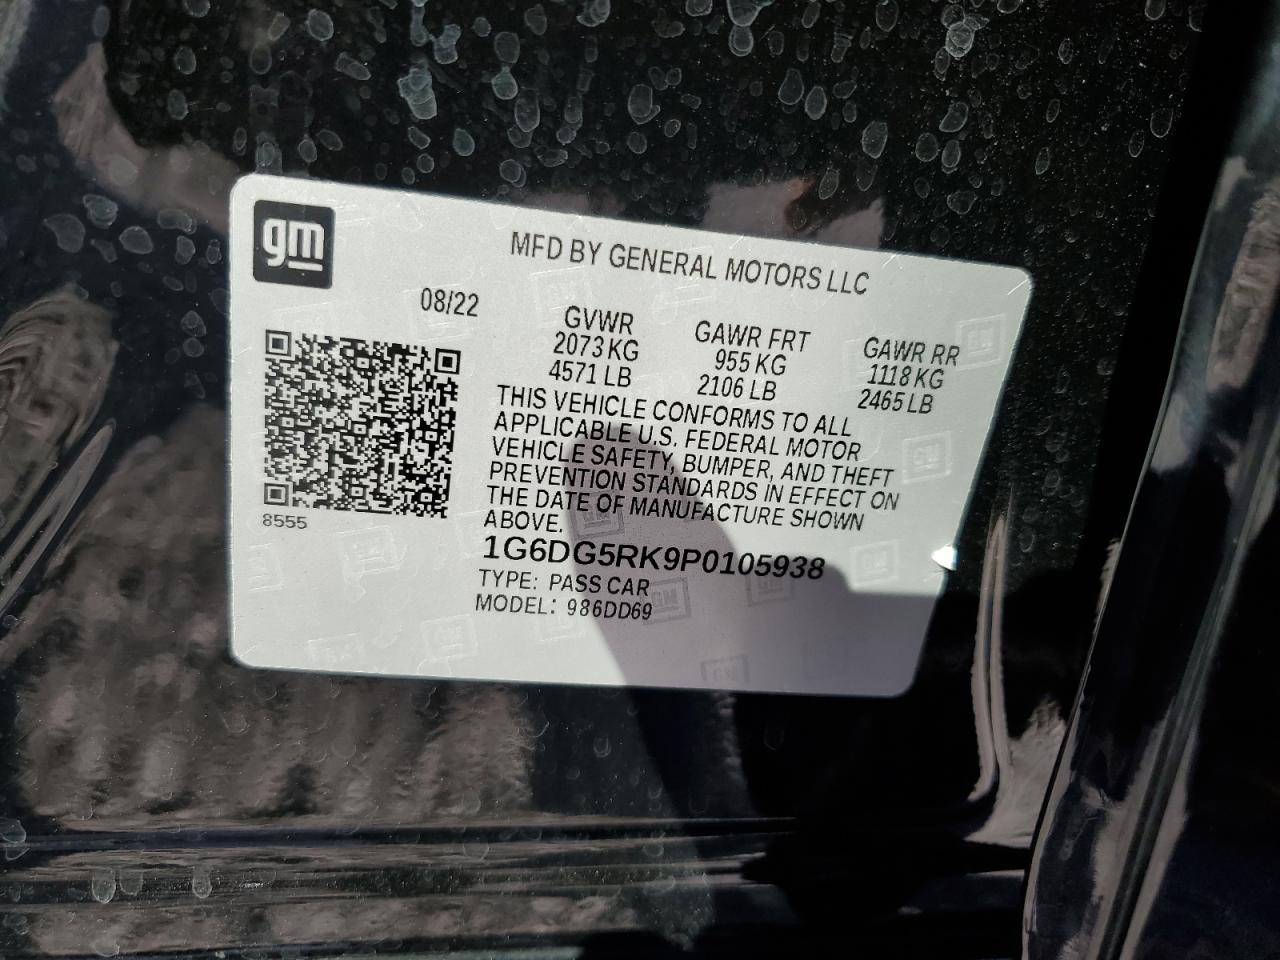 gm
MFD BY GENERAL MOTORS LLC
08/22
GVWR
2073 KG
4571 LB
GAWR FRT
955 KG
2106 LB
GAWR RR
1118 KG
2465 LB
THIS VEHICLE CONFORMS TO ALL
APPLICABLE U.S. FEDERAL MOTOR
VEHICLE SAFETY, BUMPER, AND THEFT
PREVENTION STANDARDS IN EFFECT ON
THE DATE OF MANUFACTURE SHOWN
ABOVE.
8555
1G6DG5RK9P0105938
TYPE: PASS CAR
MODEL: 986DD69